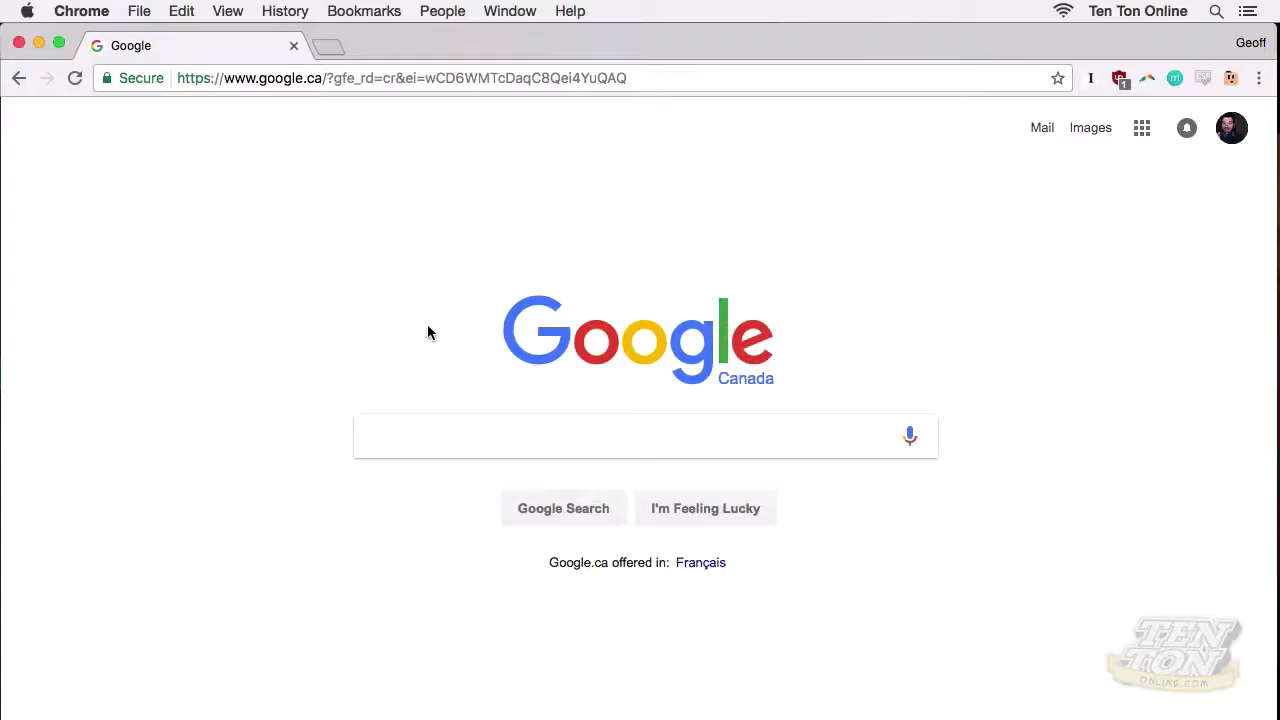 Chrome File Edit View History Bookmarks People Window Help Ten Ton Online
Google Geoff
Secure https://www.google.ca/?gfe_rd=cr&ei=wCD6WMTcDaqC8Qei4YuQAQ
1
Mail Images
Google
Canada
Google Search I'm Feeling Lucky
Google.ca offered in: Français
TEN
TON
ONLINE.COM